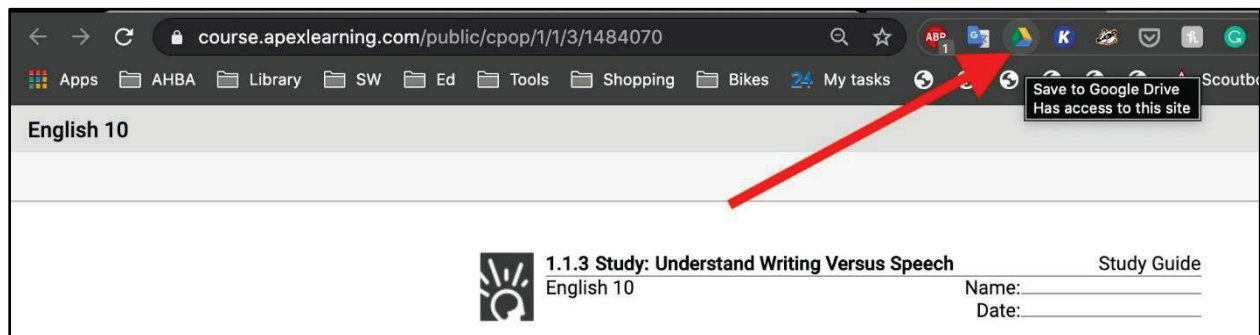 course.apexlearning.com/public/cpop/1/1/3/1484070
ABP
1
K
G
Apps AHBA Library SW Ed Tools Shopping Bikes 24 My tasks Scoutbo
Save to Google Drive
Has access to this site
English 10
1.1.3 Study: Understand Writing Versus Speech Study Guide
English 10 Name:
Date: